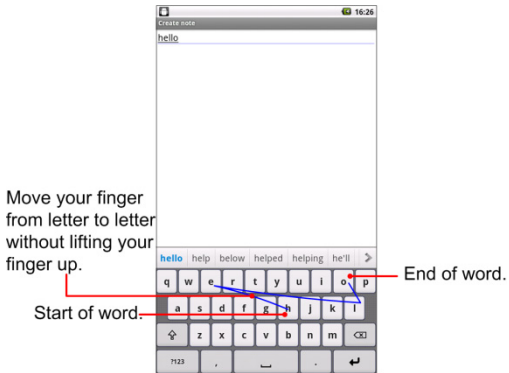 16:26
Create note
hello
Move your finger
from letter to letter
without lifting your
finger up.
hello help below helped helping he'll
q w e r t y u i o p
End of word.
a s d f g h j k l
Start of word.
z x c v b n m
?123 , .